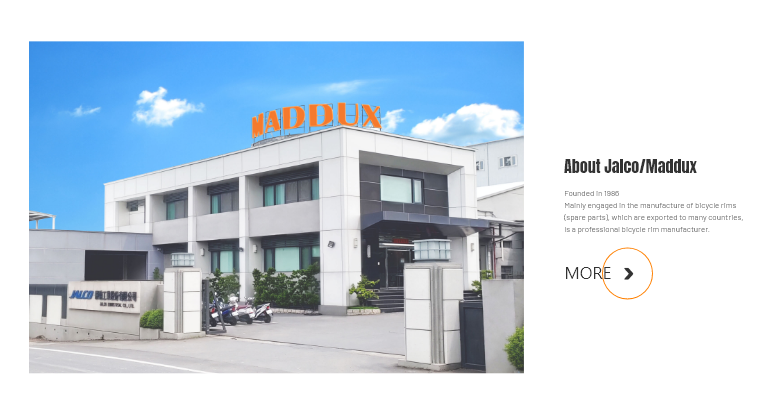 MADDUX
JALCO
About Jalco/Maddux
Founded in 1986
Mainly engaged in the manufacture of bicycle rims
(spare parts), which are exported to many countries,
is a professional bicycle rim manufacturer.
MORE